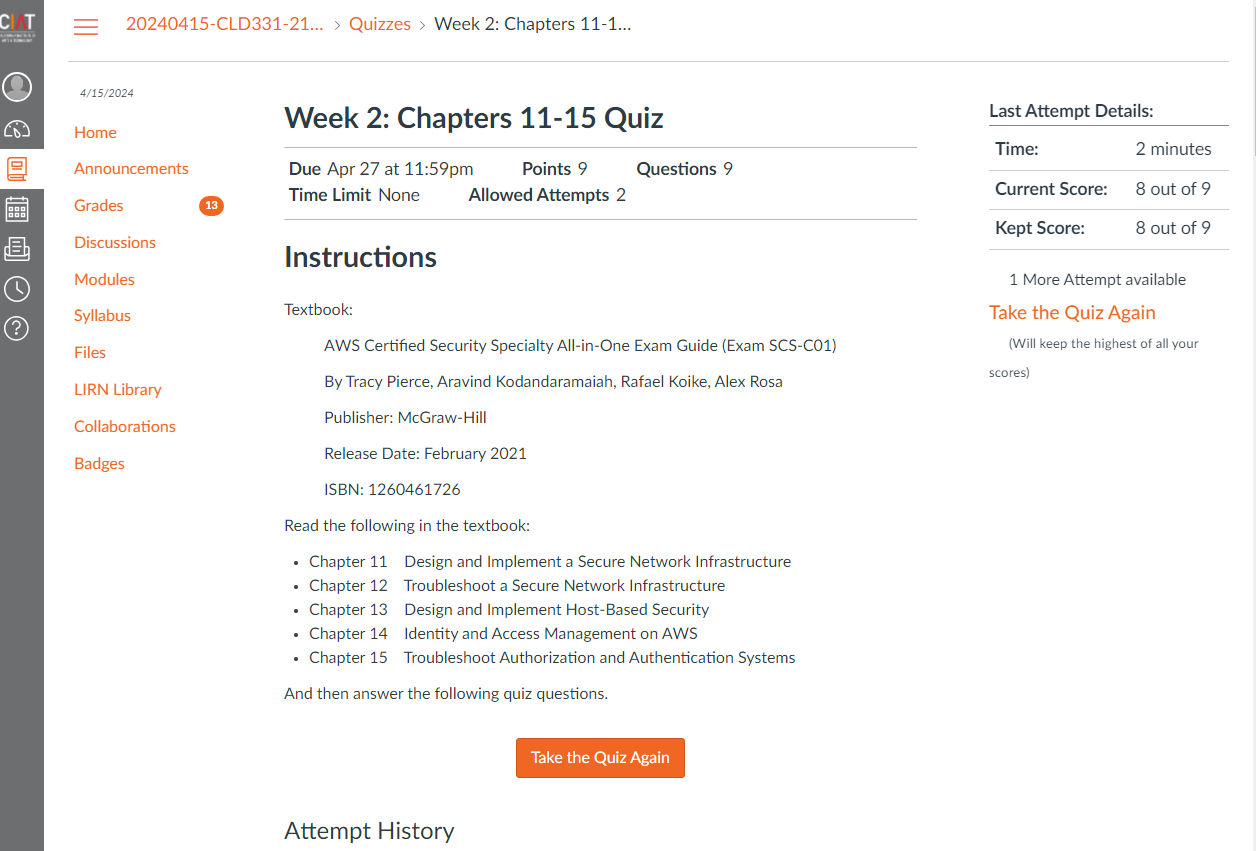 CIAT
20240415-CLD331-21... > Quizzes > Week 2: Chapters 11-1...
4/15/2024
Home
Announcements
Grades 13
Discussions
Modules
Syllabus
Files
LIRN Library
Collaborations
Badges
Week 2: Chapters 11-15 Quiz
Due Apr 27 at 11:59pm Points 9 Questions 9
Time Limit None Allowed Attempts 2
Instructions
Textbook:
AWS Certified Security Specialty All-in-One Exam Guide (Exam SCS-C01)
By Tracy Pierce, Aravind Kodandaramaiah, Rafael Koike, Alex Rosa
Publisher: McGraw-Hill
Release Date: February 2021
ISBN: 1260461726
Read the following in the textbook:
• Chapter 11 Design and Implement a Secure Network Infrastructure
• Chapter 12 Troubleshoot a Secure Network Infrastructure
• Chapter 13 Design and Implement Host-Based Security
• Chapter 14 Identity and Access Management on AWS
• Chapter 15 Troubleshoot Authorization and Authentication Systems
And then answer the following quiz questions.
Take the Quiz Again
Attempt History
Last Attempt Details:
Time: 2 minutes
Current Score: 8 out of 9
Kept Score: 8 out of 9
1 More Attempt available
Take the Quiz Again
(Will keep the highest of all your
scores)